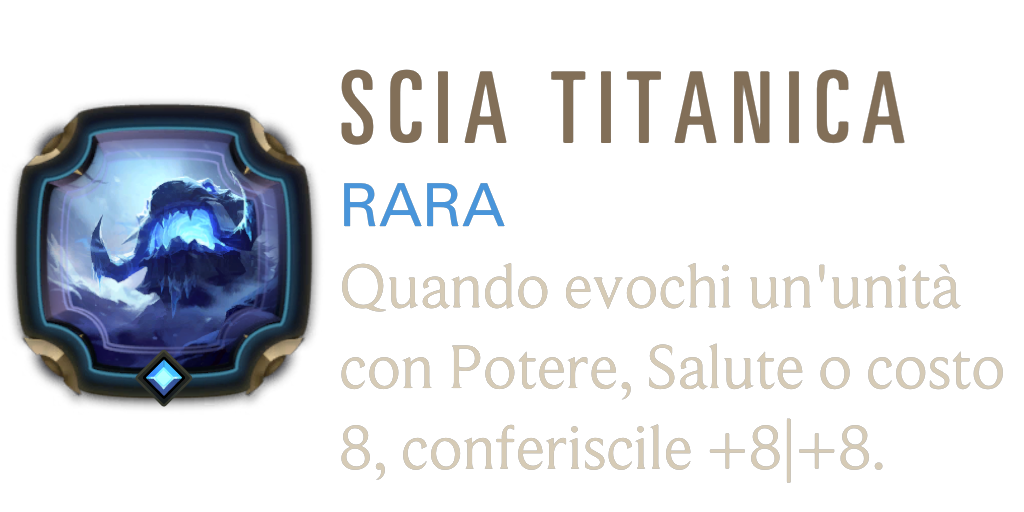 SCIA TITANICA
RARA
Quando evochi un'unità
con Potere, Salute o costo
8, conferiscile +8|+8.